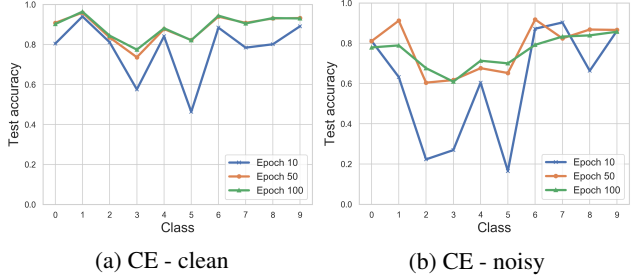 1.0
0.8
0.6
0.4
0.2
0.0
Test accuracy
0 1 2 3 4 5 6 7 8 9
Class
Epoch 10
Epoch 50
Epoch 100
(a) CE - clean
1.0
0.8
0.6
0.4
0.2
0.0
Test accuracy
0 1 2 3 4 5 6 7 8 9
Class
Epoch 10
Epoch 50
Epoch 100
(b) CE - noisy